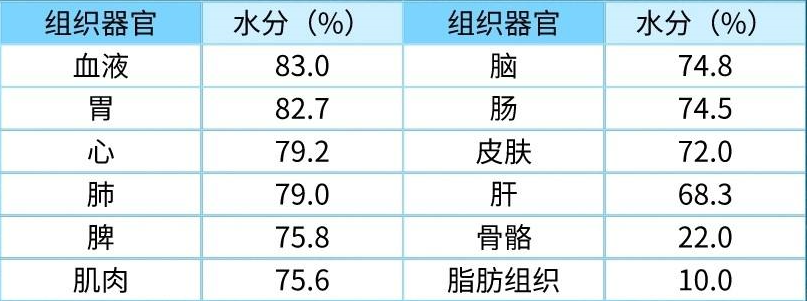 组织器官 水分（%） 组织器官 水分（%）
血液 83.0 脑 74.8
胃 82.7 肠 74.5
心 79.2 皮肤 72.0
肺 79.0 肝 68.3
脾 75.8 骨骼 22.0
肌肉 75.6 脂肪组织 10.0